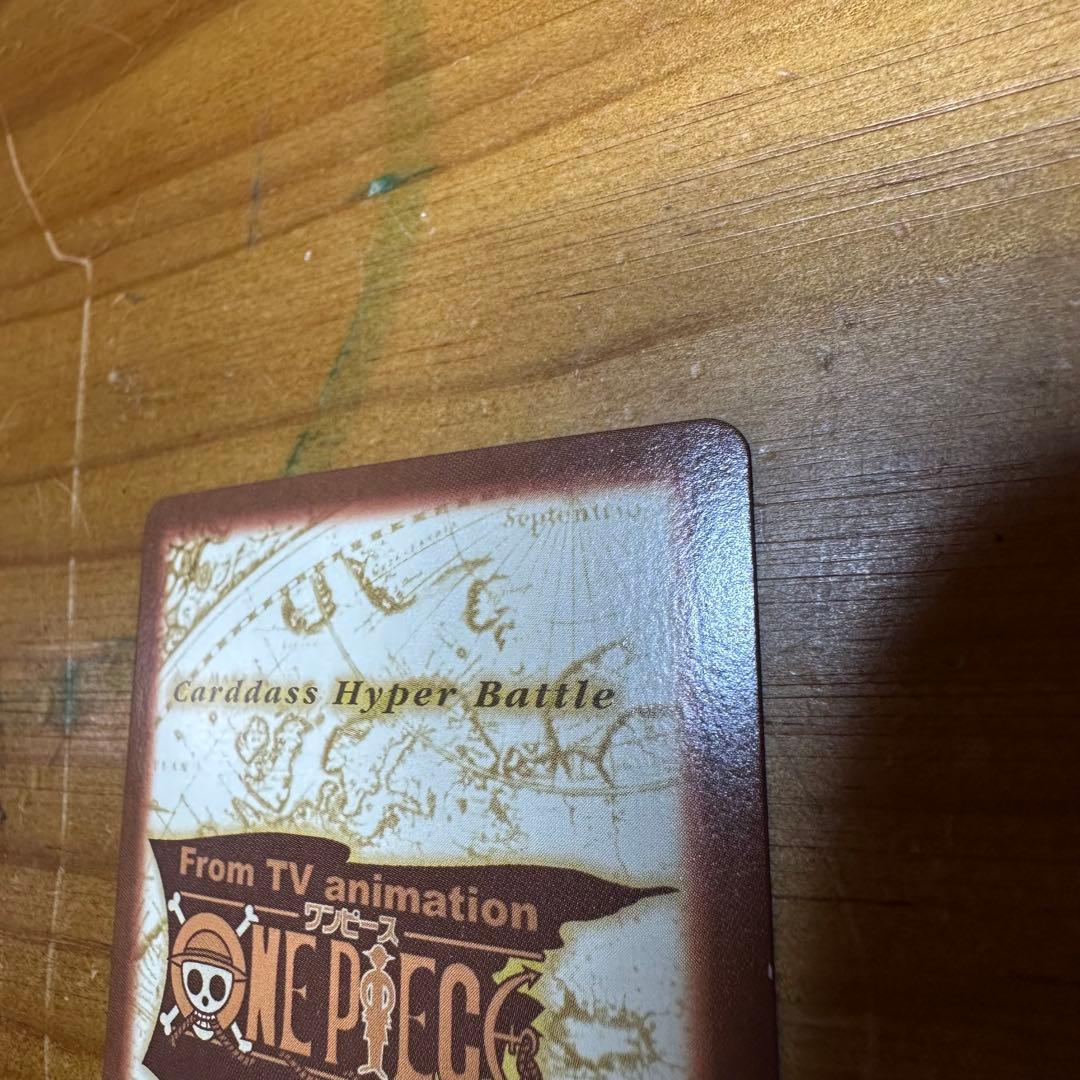 Septentrio
Carddass Hyper Battle
From TV animation
ワンピース
ONE PIECE